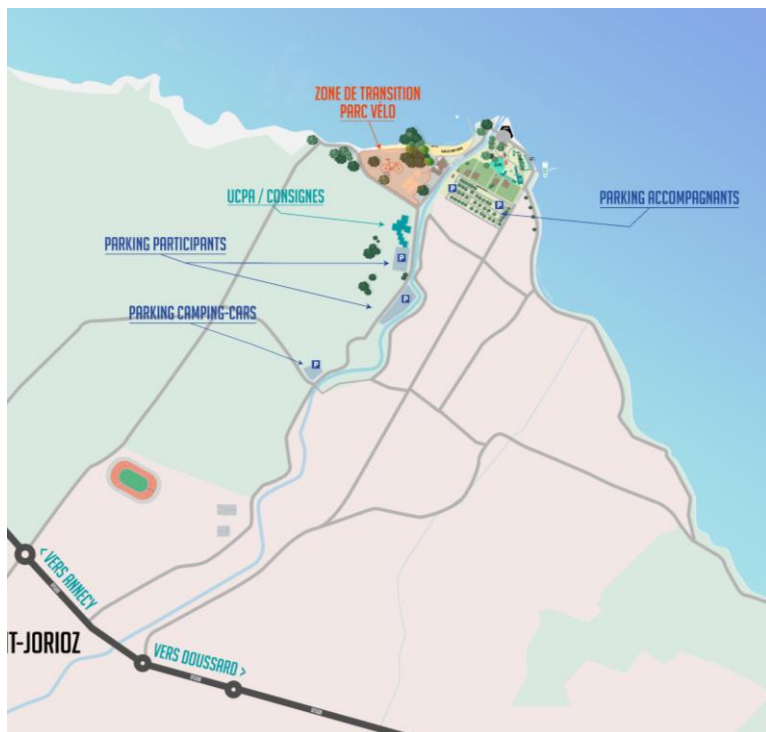 ZONE DE TRANSITION
PARC VÉLO
UCPA / CONSIGNES
PARKING ACCOMPAGNANTS
P
P
PARKING PARTICIPANTS
P
P
PARKING CAMPING-CARS
P
< VERS ANNECY
T-JORIOZ
VERS DOUSSARD >